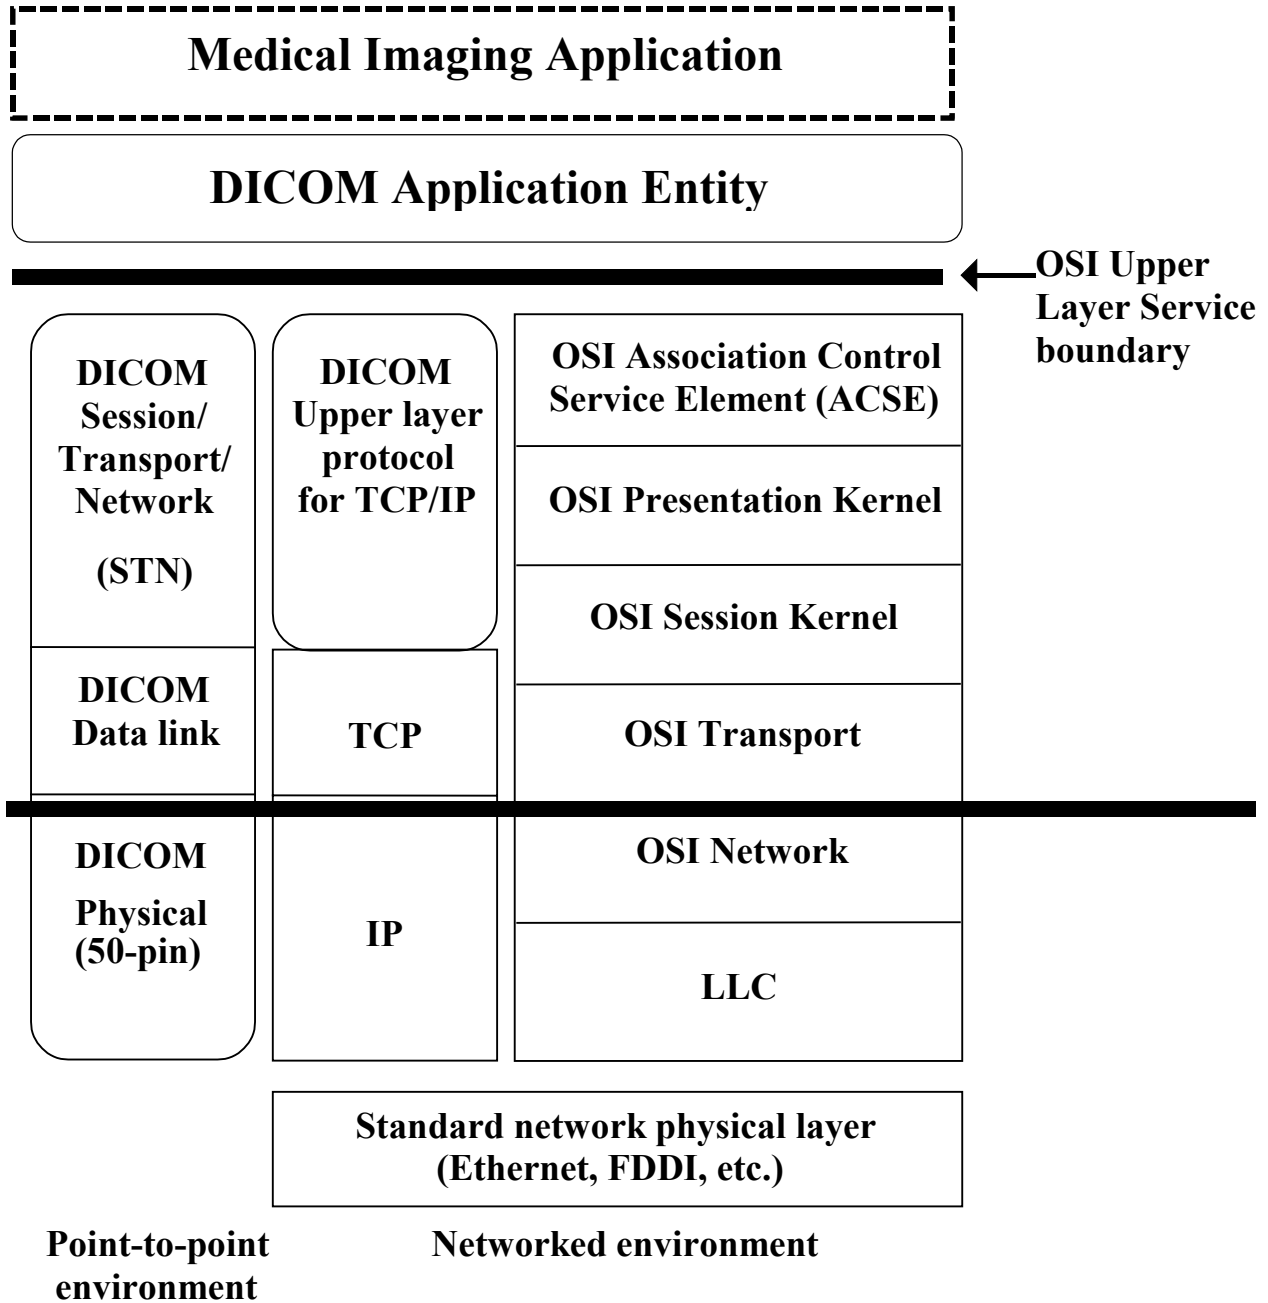 Medical Imaging Application
DICOM Application Entity
OSI Upper
Layer Service
boundary
DICOM
Session/
Transport/
Network
(STN)
DICOM
Upper layer
protocol
for TCP/IP
OSI Association Control
Service Element (ACSE)
OSI Presentation Kernel
OSI Session Kernel
DICOM
Data link
TCP
OSI Transport
DICOM
Physical
(50-pin)
IP
OSI Network
LLC
Standard network physical layer
(Ethernet, FDDI, etc.)
Point-to-point
environment
Networked environment